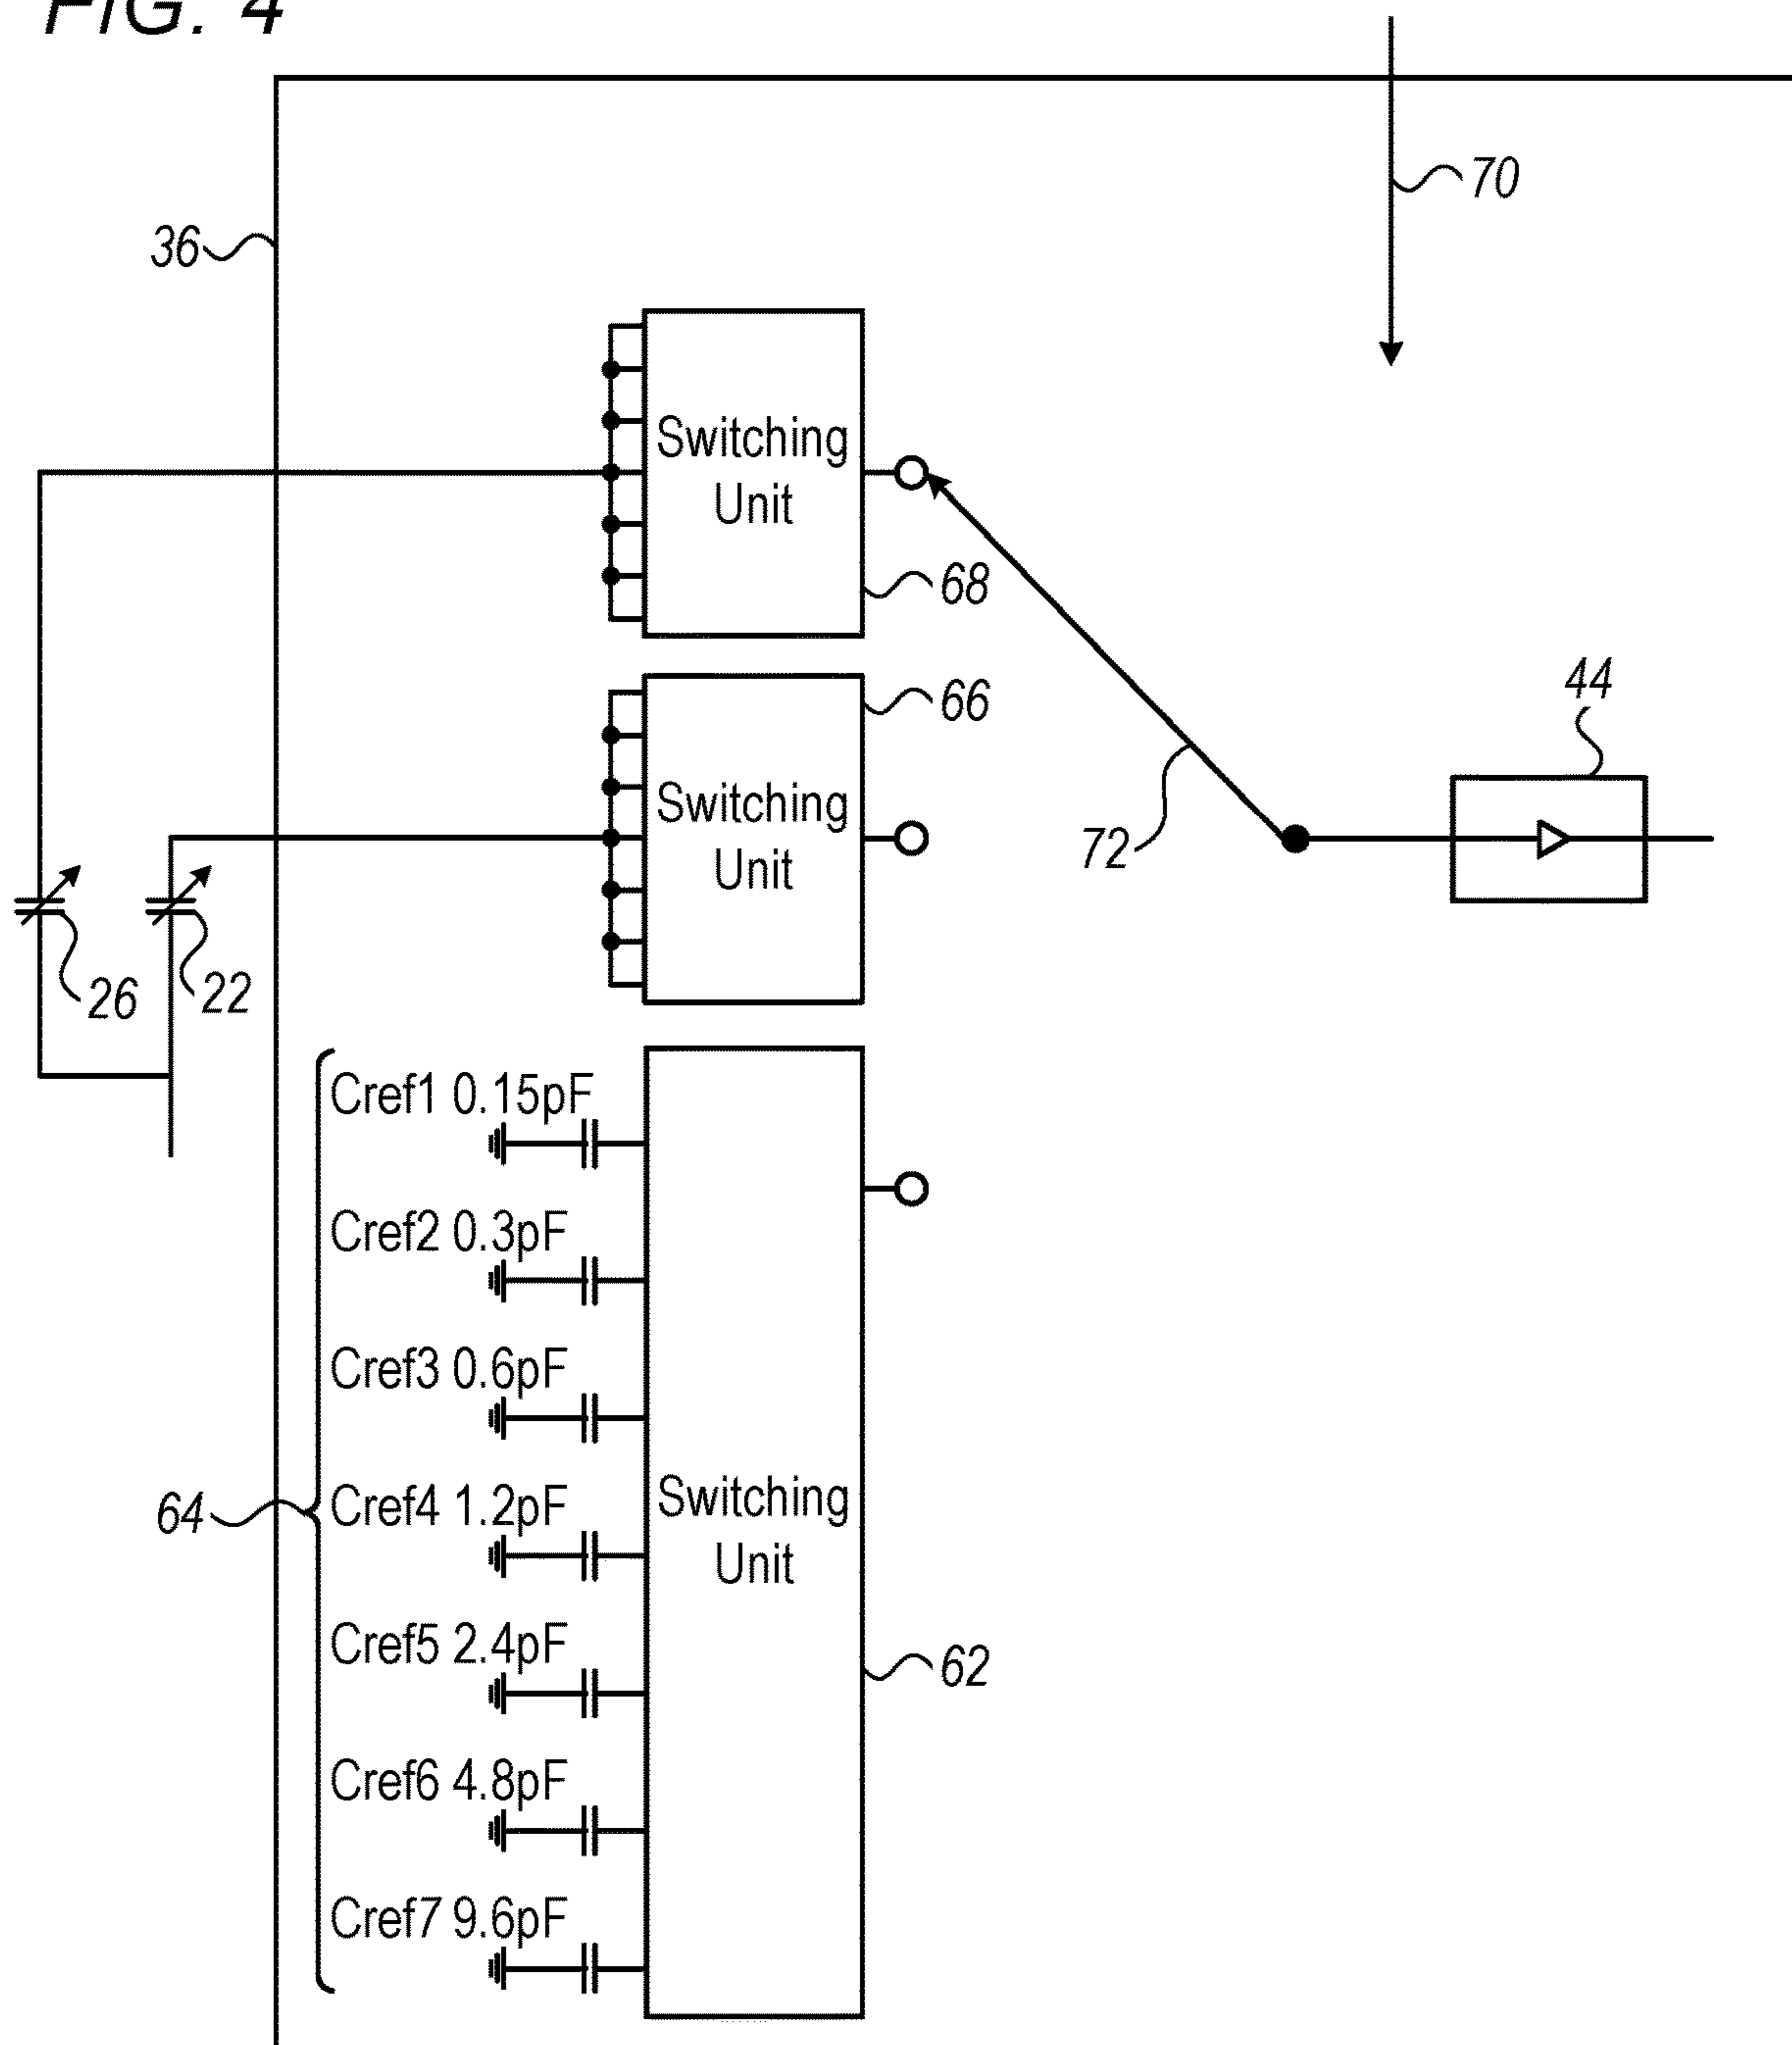 FIG. 4
70
36
Switching
Unit
68
66
44
Switching
Unit
72
26
22
Cref1 0.15pF
Cref2 0.3pF
Cref3 0.6pF
64
Cref4 1.2pF
Switching
Unit
Cref5 2.4pF
62
Cref6 4.8pF
Cref7 9.6pF